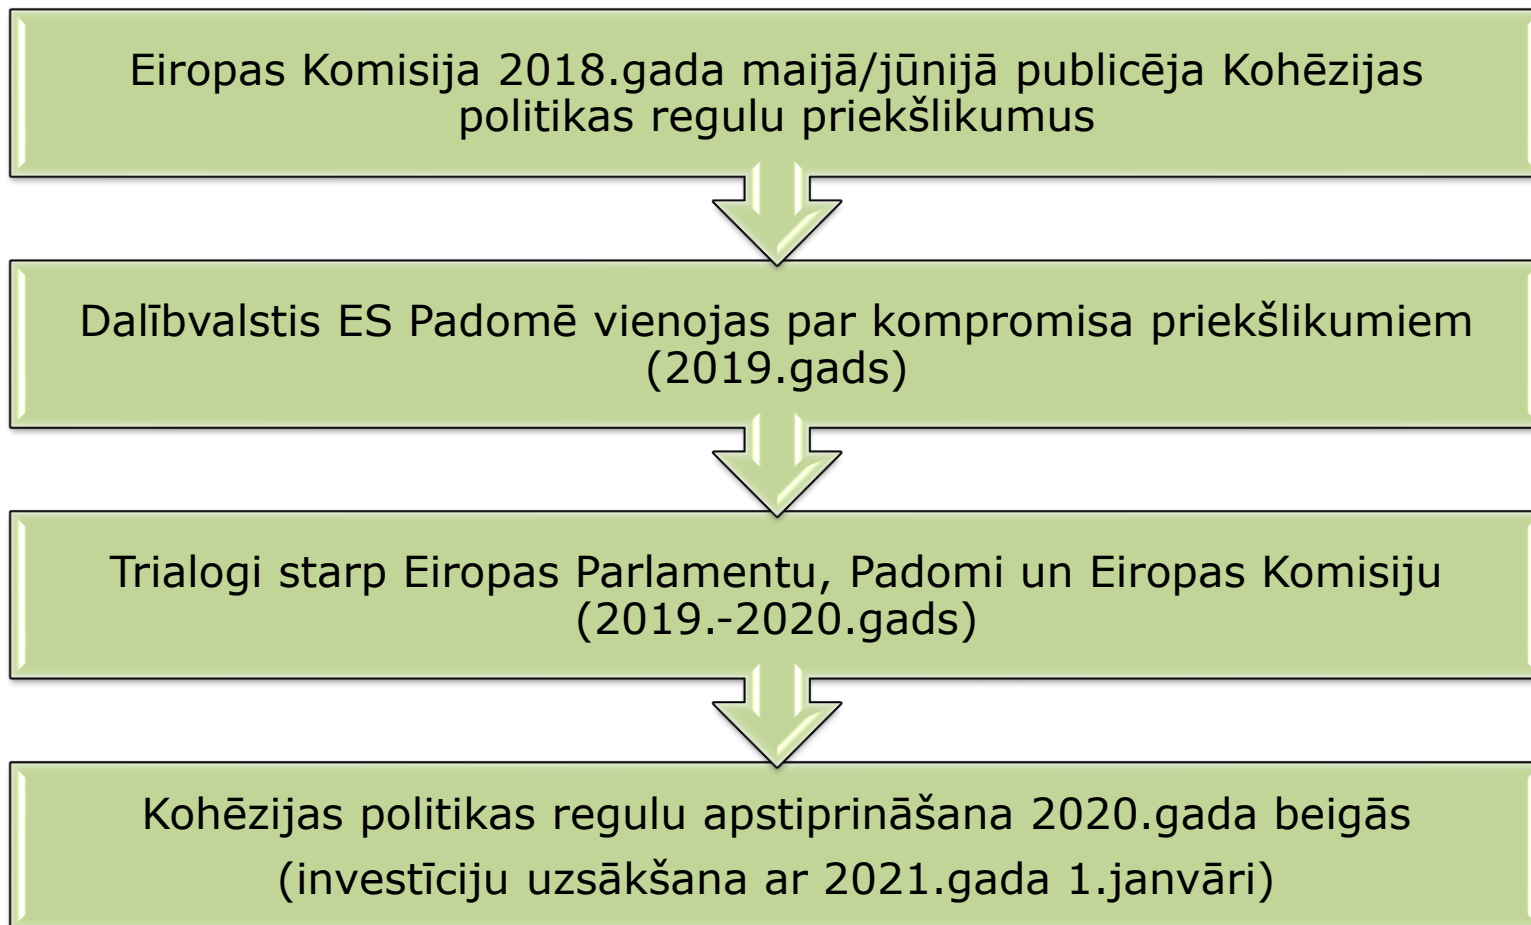 Eiropas Komisija 2018.gada maijā/jūnijā publicēja Kohēzijas
politikas regulu priekšlikumus
Dalībvalstis ES Padomē vienojas par kompromisa priekšlikumiem
(2019.gads)
Trialogi starp Eiropas Parlamentu, Padomi un Eiropas Komisiju
(2019.-2020.gads)
Kohēzijas politikas regulu apstiprināšana 2020.gada beigās
(investīciju uzsākšana ar 2021.gada 1.janvāri)